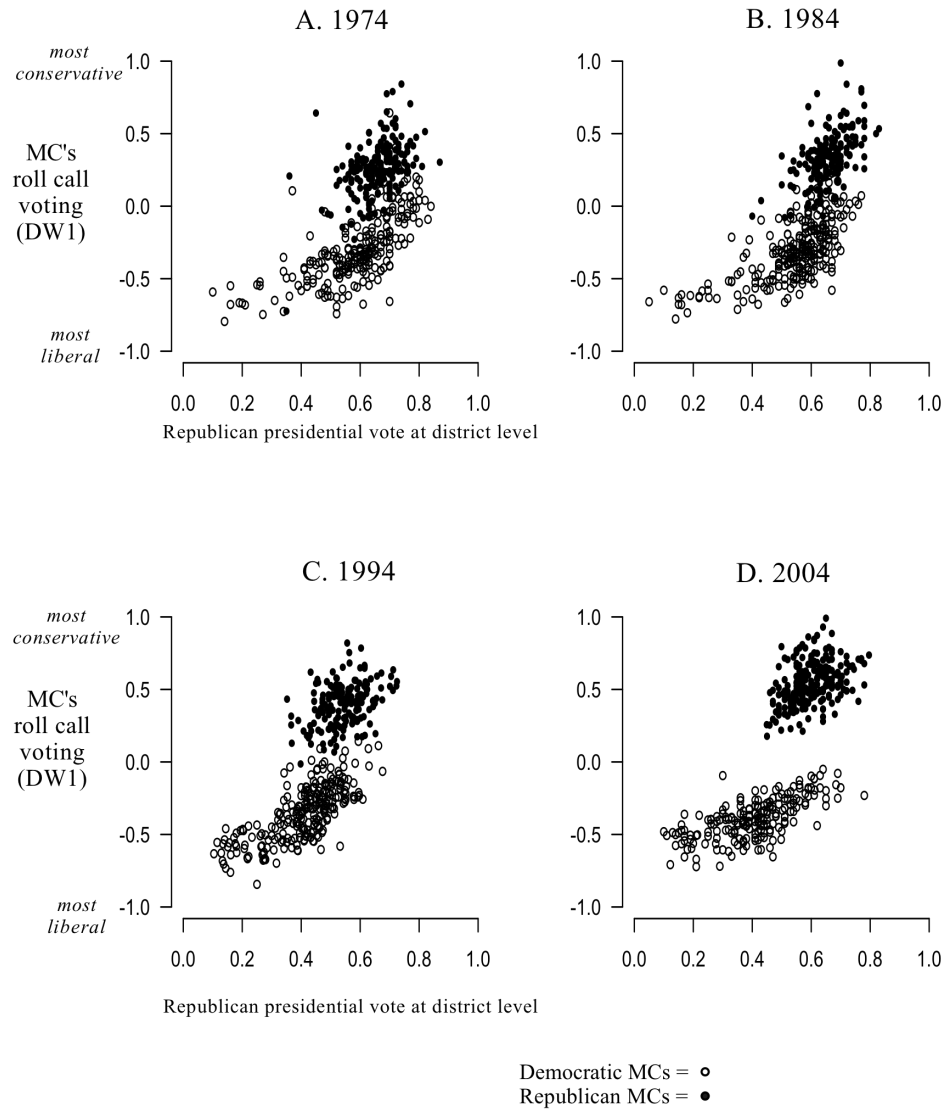 A. 1974
B. 1984
most
conservative
MC's
roll call
voting
(DW1)
most
liberal
1.0
0.5
0.0
-0.5
-1.0
0.0 0.2 0.4 0.6 0.8 1.0
Republican presidential vote at district level
1.0
0.5
0.0
-0.5
-1.0
0.0 0.2 0.4 0.6 0.8 1.0
C. 1994
D. 2004
most
conservative
MC's
roll call
voting
(DW1)
most
liberal
1.0
0.5
0.0
-0.5
-1.0
0.0 0.2 0.4 0.6 0.8 1.0
Republican presidential vote at district level
1.0
0.5
0.0
-0.5
-1.0
0.0 0.2 0.4 0.6 0.8 1.0
Democratic MCs =
Republican MCs =